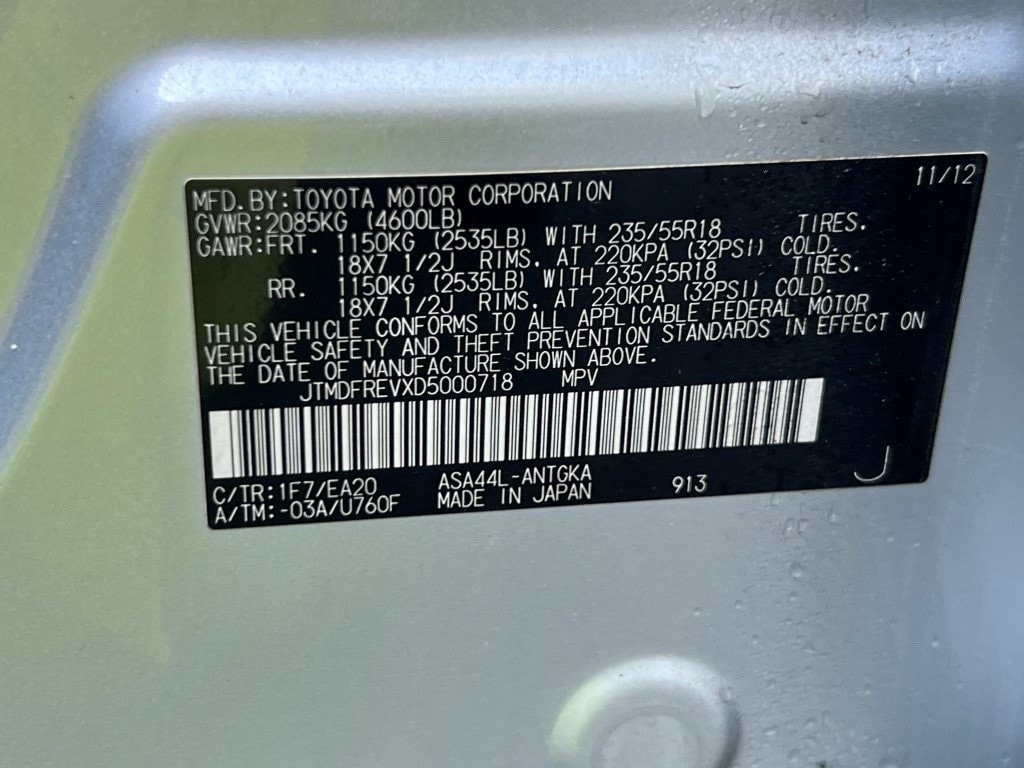 11/12
MFD. BY: TOYOTA MOTOR CORPORATION
GVWR: 2085KG (4600LB)
GAWR: FRT. 1150KG (2535LB) WITH 235/55R18 TIRES.
18X7 1/2J RIMS. AT 220KPA (32PSI) COLD.
RR. 1150KG (2535LB) WITH 235/55R18 TIRES.
18X7 1/2J RIMS. AT 220KPA (32PSI) COLD.
THIS VEHICLE CONFORMS TO ALL APPLICABLE FEDERAL MOTOR
VEHICLE SAFETY AND THEFT PREVENTION STANDARDS IN EFFECT ON
THE DATE OF MANUFACTURE SHOWN ABOVE.
JTMDFREVXD5000718 MPV
C/TR: 1F7/EA20 ASA44L-ANTGKA
A/TM: -03A/U760F MADE IN JAPAN 913 J